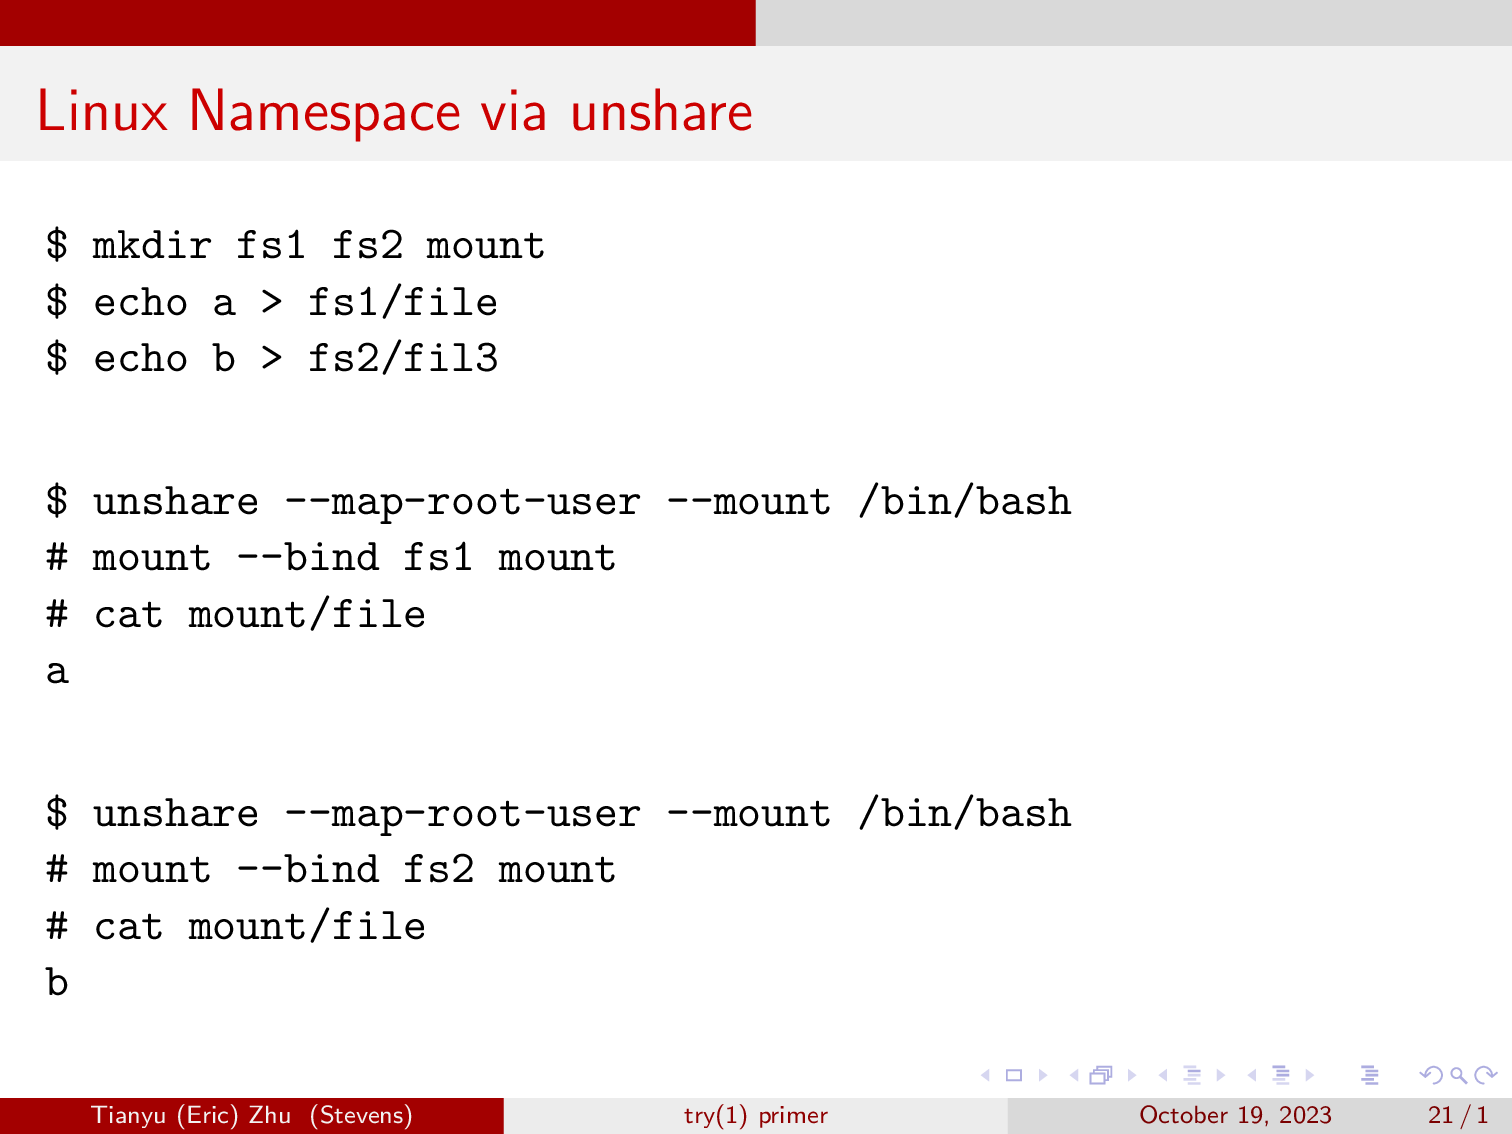 Linux Namespace via unshare
$ mkdir fs1 fs2 mount
$ echo a > fs1/file
$ echo b > fs2/fil3
$ unshare --map-root-user --mount /bin/bash
# mount --bind fs1 mount
# cat mount/file
a
$ unshare --map-root-user --mount /bin/bash
# mount --bind fs2 mount
# cat mount/file
b
Tianyu (Eric) Zhu (Stevens) try(1) primer October 19, 2023 21 / 1